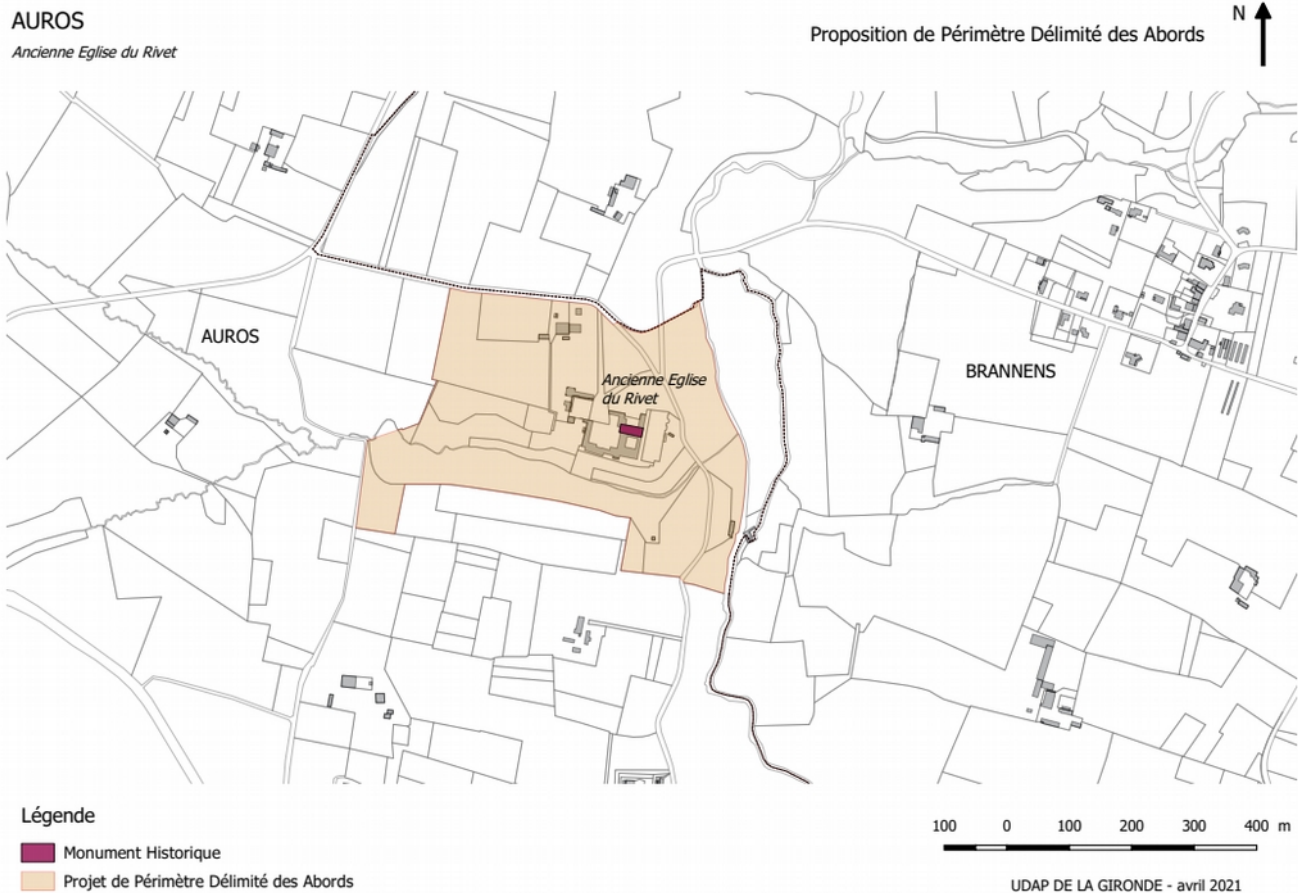 AUROS
Ancienne Eglise du Rivet
Proposition de Périmètre Délimité des Abords
N
AUROS
Ancienne Eglise
du Rivet
BRANNENS
Légende
Monument Historique
Projet de Périmètre Délimité des Abords
100 0 100 200 300 400 m
UDAP DE LA GIRONDE - avril 2021